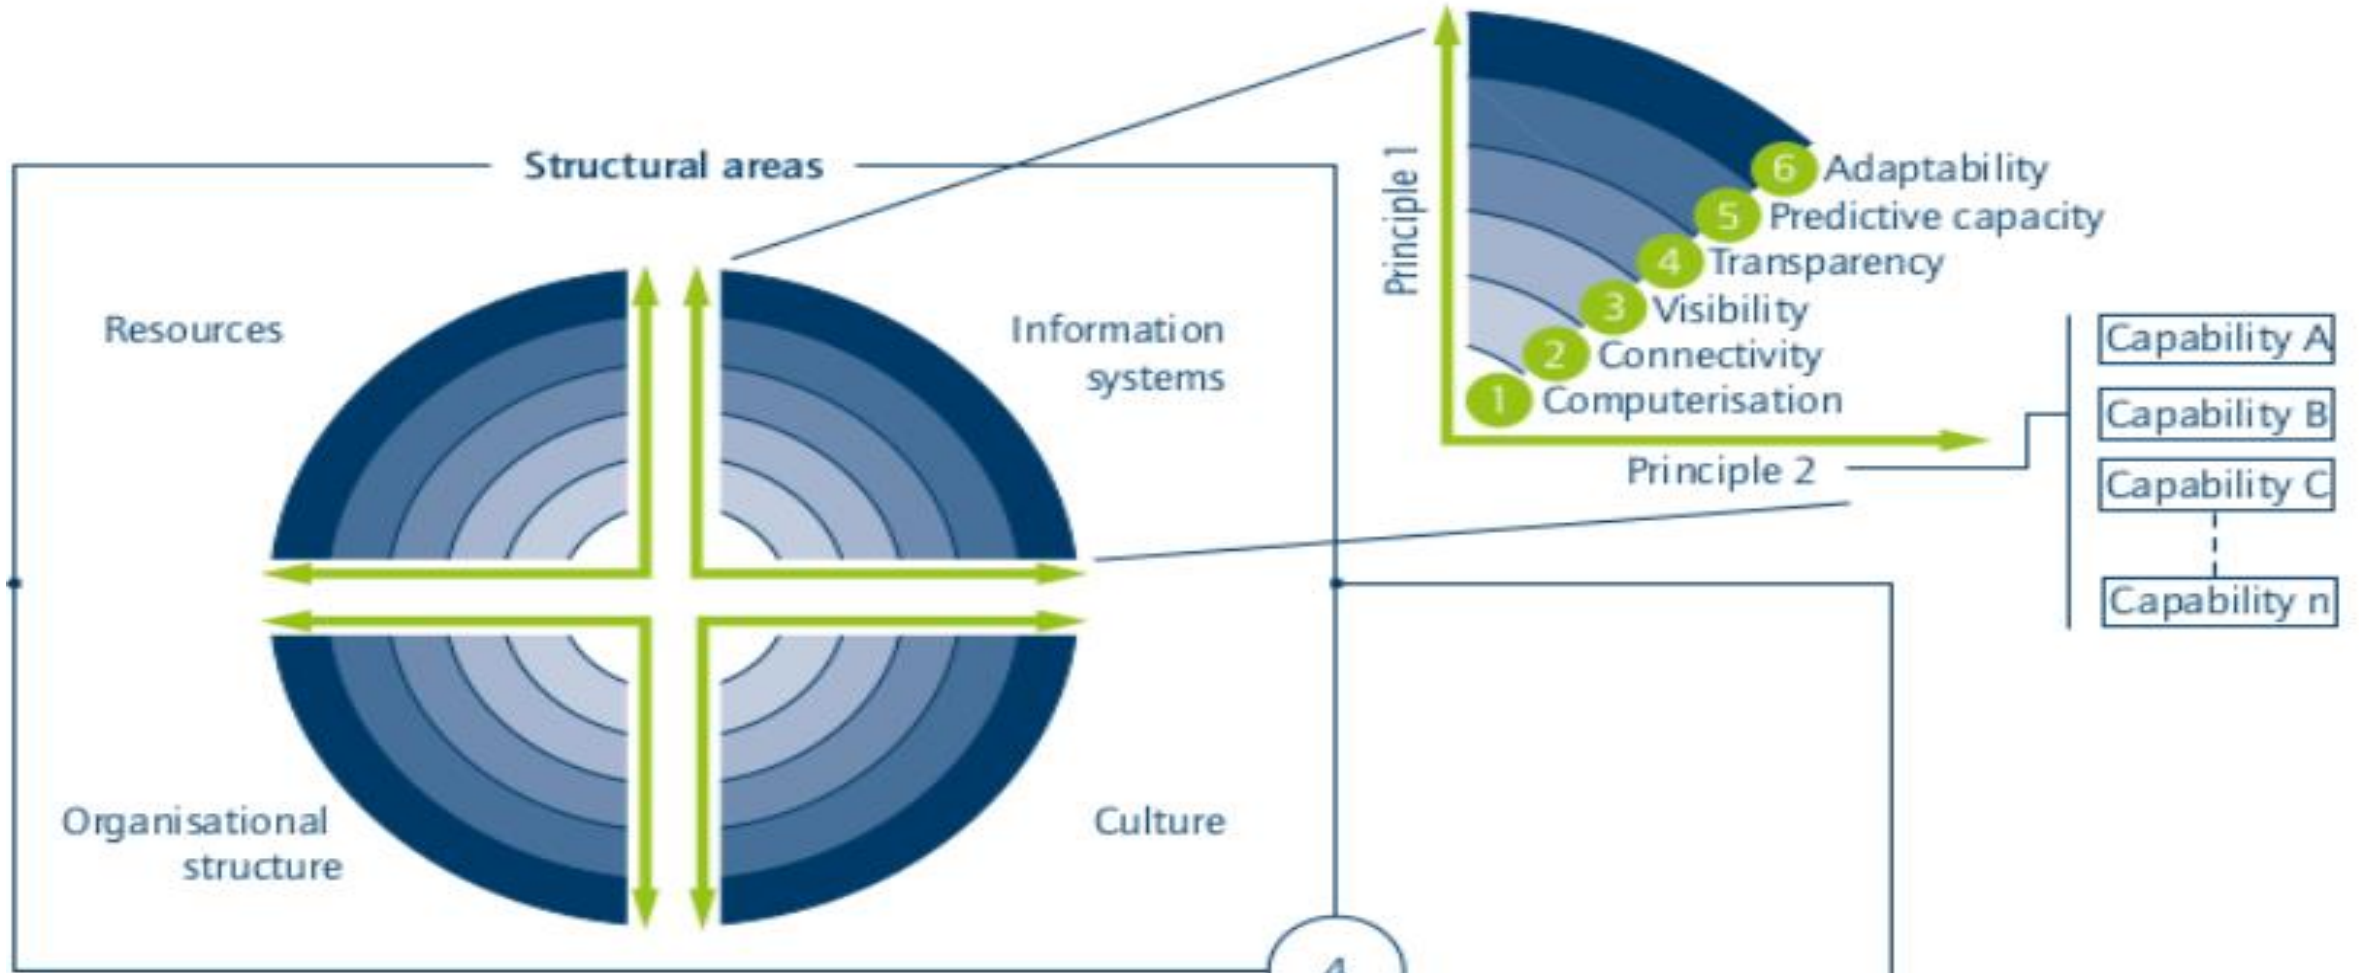 Structural areas
Resources
Information
systems
Organisational
structure
Culture
Principle 1
6 Adaptability
5 Predictive capacity
4 Transparency
3 Visibility
2 Connectivity
1 Computerisation
Principle 2
Capability A
Capability B
Capability C
Capability n